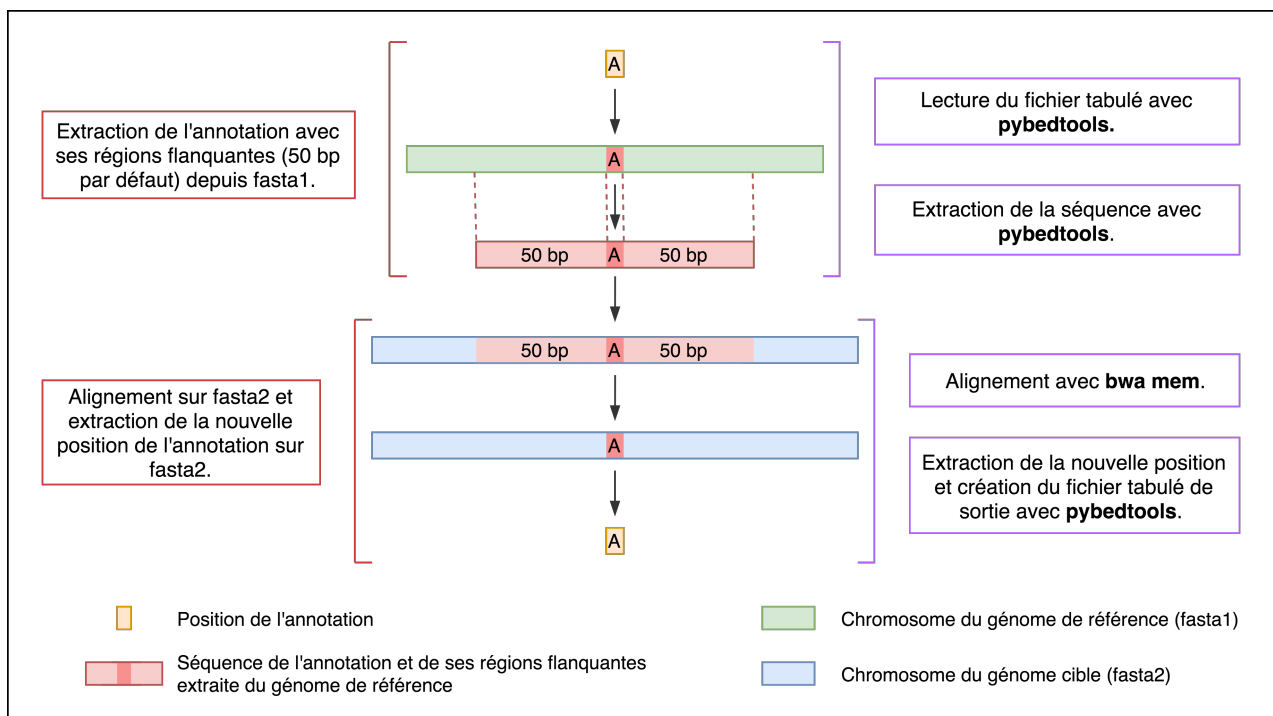 A
Extraction de l'annotation avec
ses régions flanquantes (50 bp
par défaut) depuis fasta1.
Lecture du fichier tabulé avec
pybedtools.
A
Extraction de la séquence avec
pybedtools.
50 bp A 50 bp
50 bp A 50 bp
Alignement sur fasta2 et
extraction de la nouvelle
position de l'annotation sur
fasta2.
Alignement avec bwa mem.
A
Extraction de la nouvelle position
et création du fichier tabulé de
sortie avec pybedtools.
A
Position de l'annotation
Chromosome du génome de référence (fasta1)
Séquence de l'annotation et de ses régions flanquantes
extraite du génome de référence
Chromosome du génome cible (fasta2)